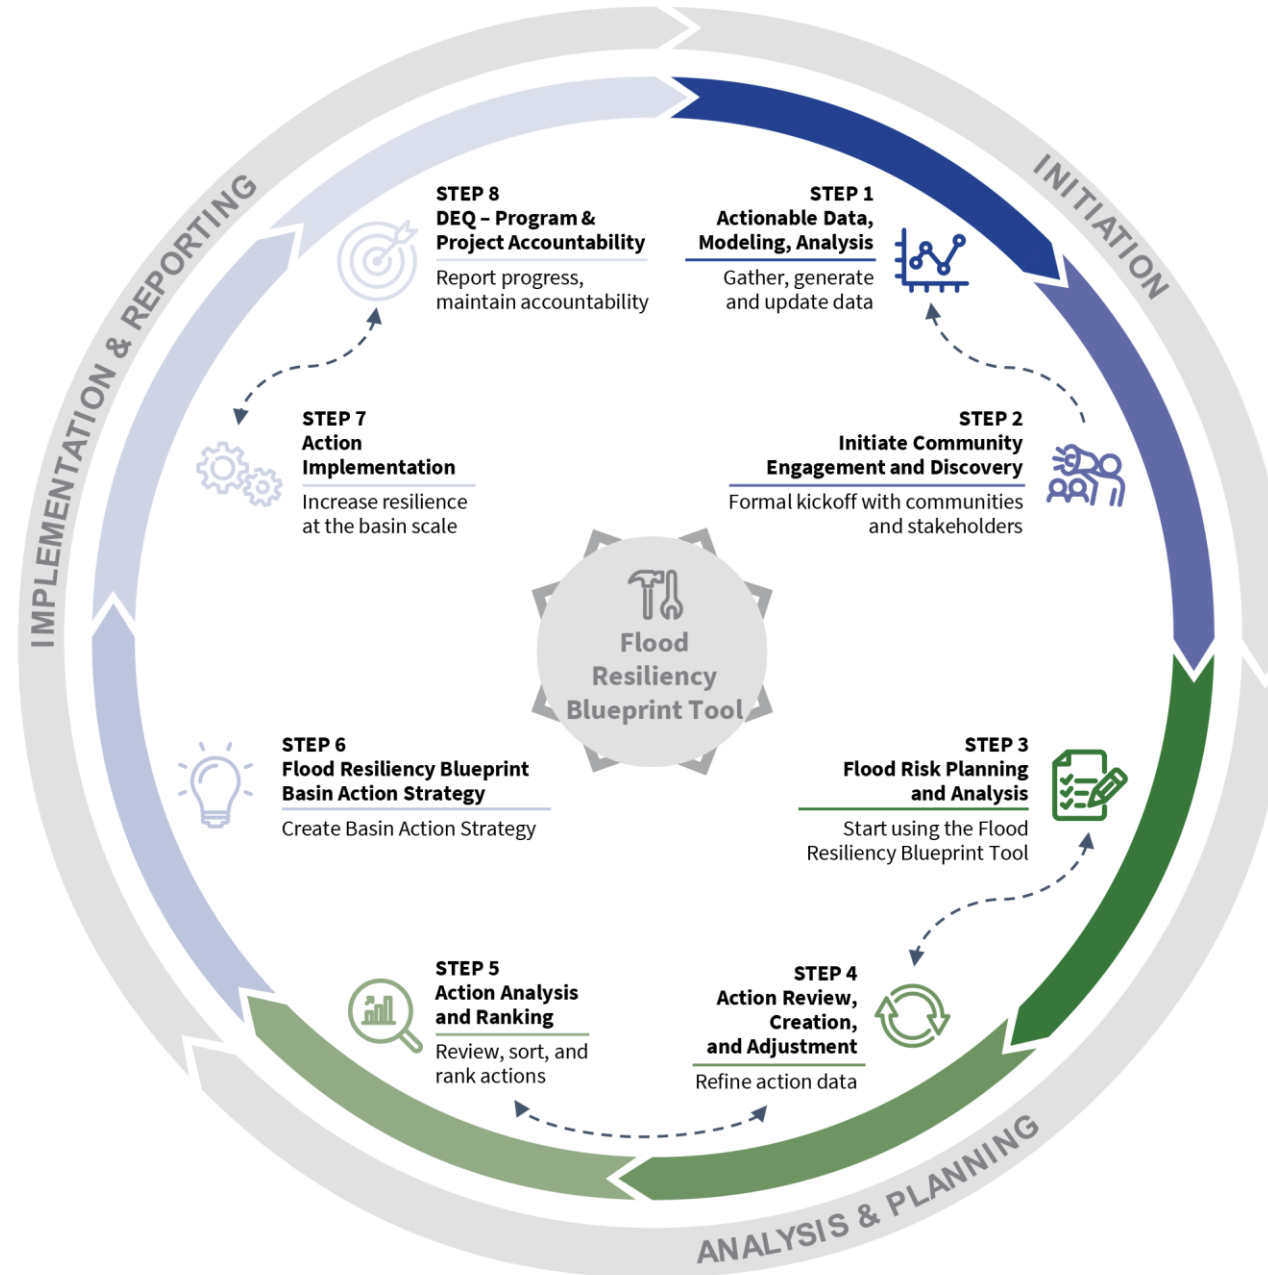 INITIATION
STEP 1
Actionable Data,
Modeling, Analysis
Gather, generate
and update data
STEP 2
Initiate Community
Engagement and Discovery
Formal kickoff with communities
and stakeholders
ANALYSIS & PLANNING
STEP 3
Flood Risk Planning
and Analysis
Start using the Flood
Resiliency Blueprint Tool
STEP 4
Action Review,
Creation,
and Adjustment
Refine action data
STEP 5
Action Analysis
and Ranking
Review, sort, and
rank actions
IMPLEMENTATION & REPORTING
STEP 6
Flood Resiliency Blueprint
Basin Action Strategy
Create Basin Action Strategy
STEP 7
Action
Implementation
Increase resilience
at the basin scale
STEP 8
DEQ – Program &
Project Accountability
Report progress,
maintain accountability
Flood
Resiliency
Blueprint Tool